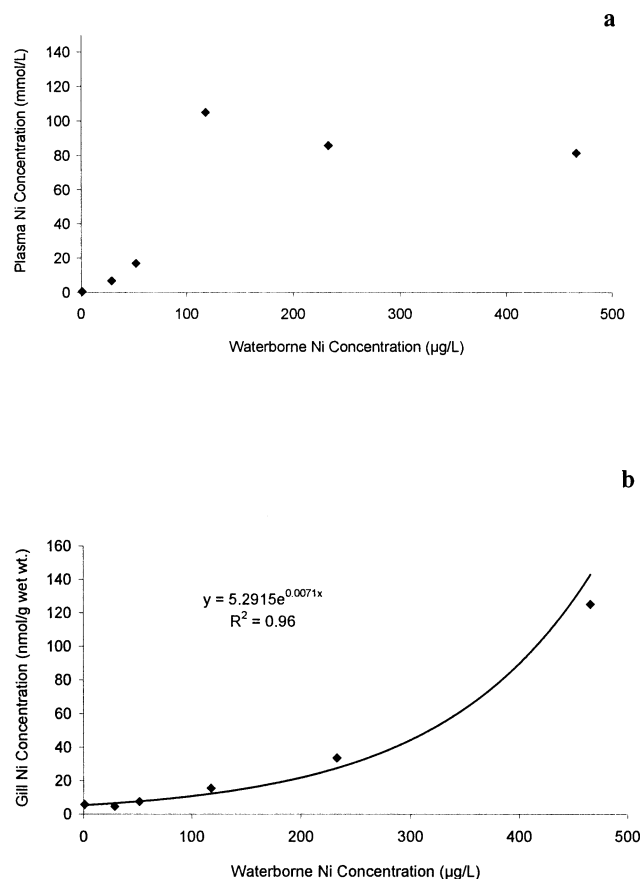 a
Plasma Ni Concentration (mmol/L)
140
120
100
80
60
40
20
0
0 100 200 300 400 500
Waterborne Ni Concentration (µg/L)
b
Gill Ni Concentration (nmol/g wet wt.)
160
140
120
100
80
60
40
20
0
y = 5.2915e^0.0071x
R² = 0.96
0 100 200 300 400 500
Waterborne Ni Concentration (µg/L)